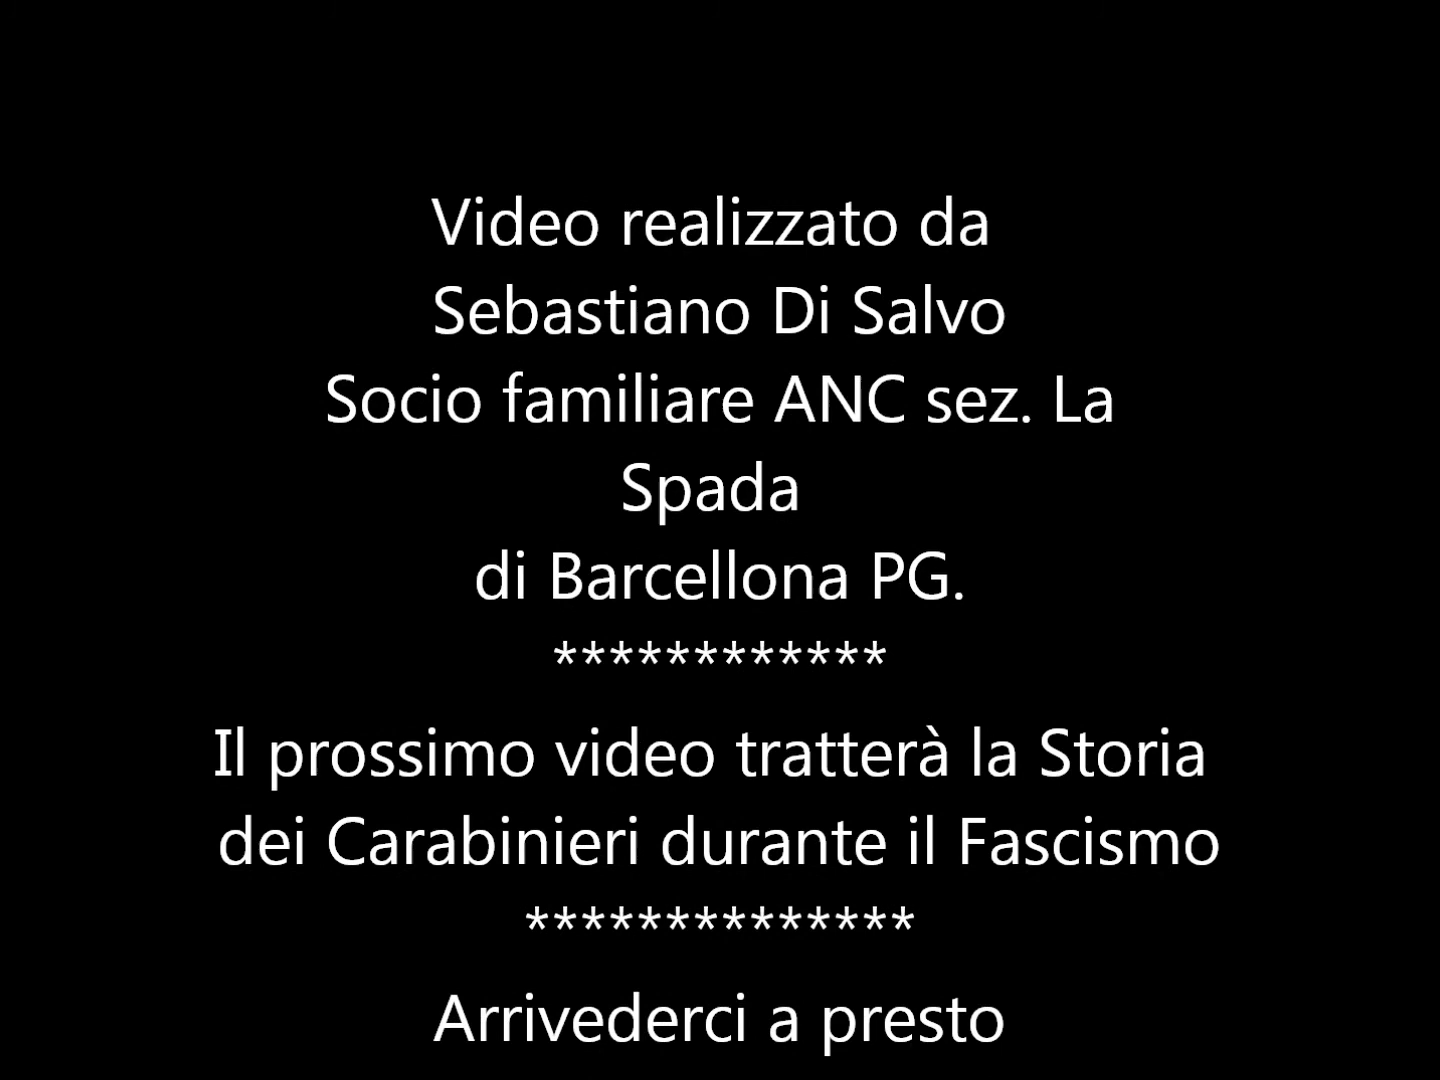 Video realizzato da
Sebastiano Di Salvo
Socio familiare ANC sez. La
Spada
di Barcellona PG.
************
Il prossimo video tratterà la Storia
dei Carabinieri durante il Fascismo
**************
Arrivederci a presto